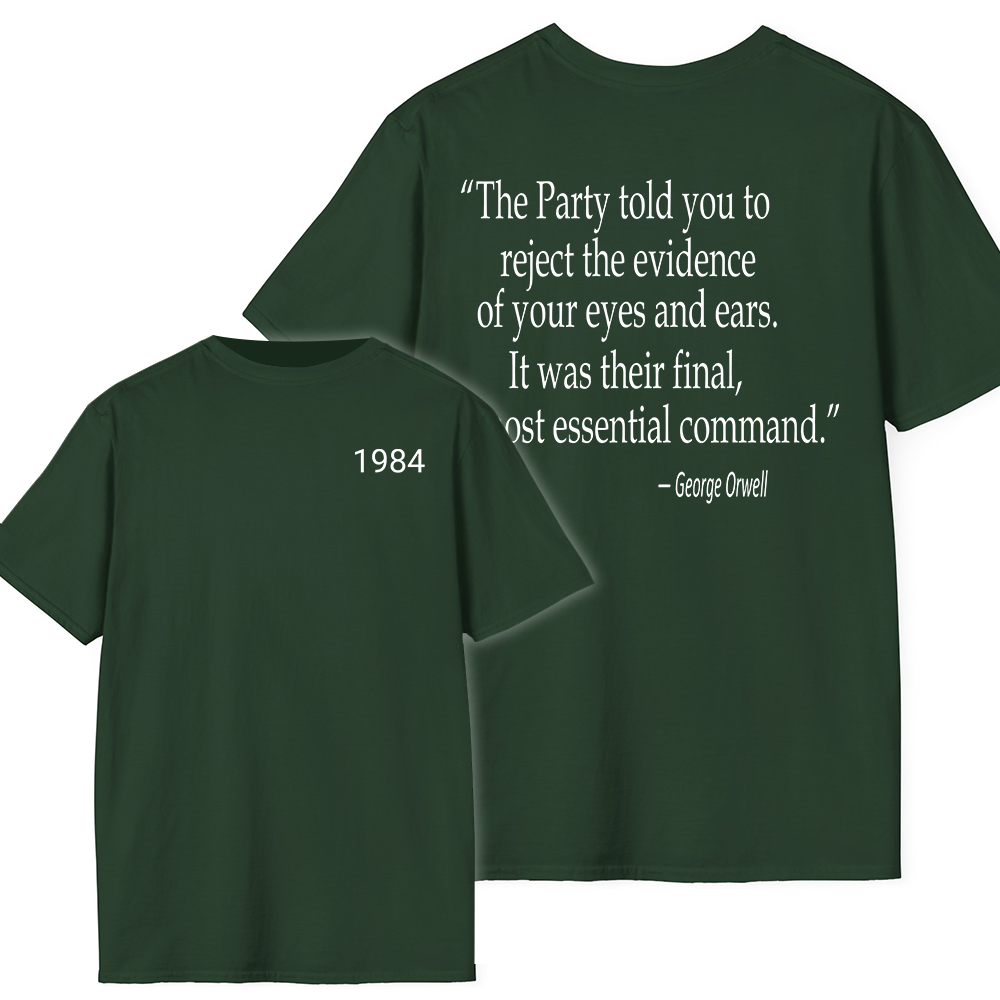 “The Party told you to
reject the evidence
of your eyes and ears.
It was their final,
ost essential command.”
– George Orwell
1984